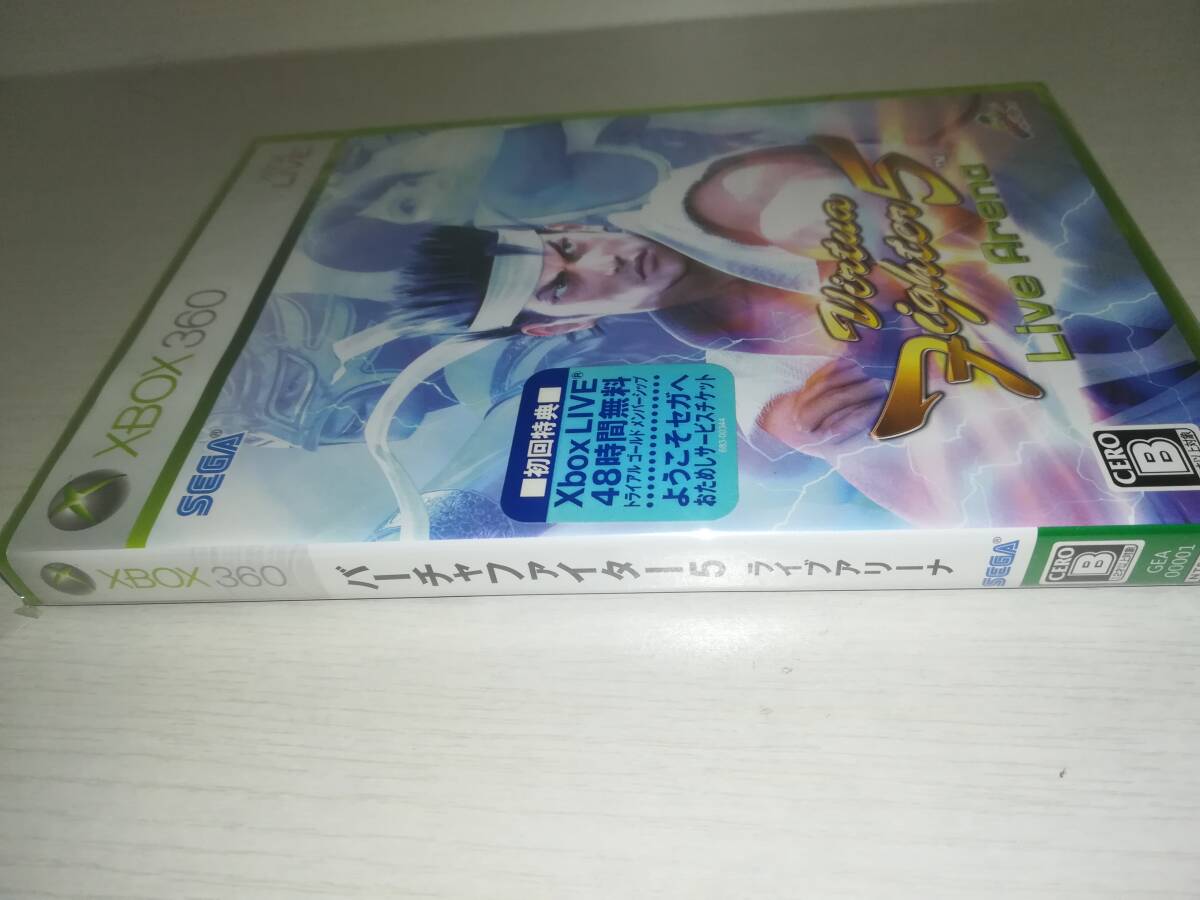 XBOX 360
LIVE
SEGA®
Virtua
Fighter 5
™
Live Arena
■初回特典■
Xbox LIVE®
48時間無料
トライアル ゴールド メンバーシップ
ようこそセガへ
おためしサービスチケット
683-00344
CERO
B
XBOX 360
バーチャファイター5 ライブアリーナ
SEGA®
CERO
B
GEA
00001